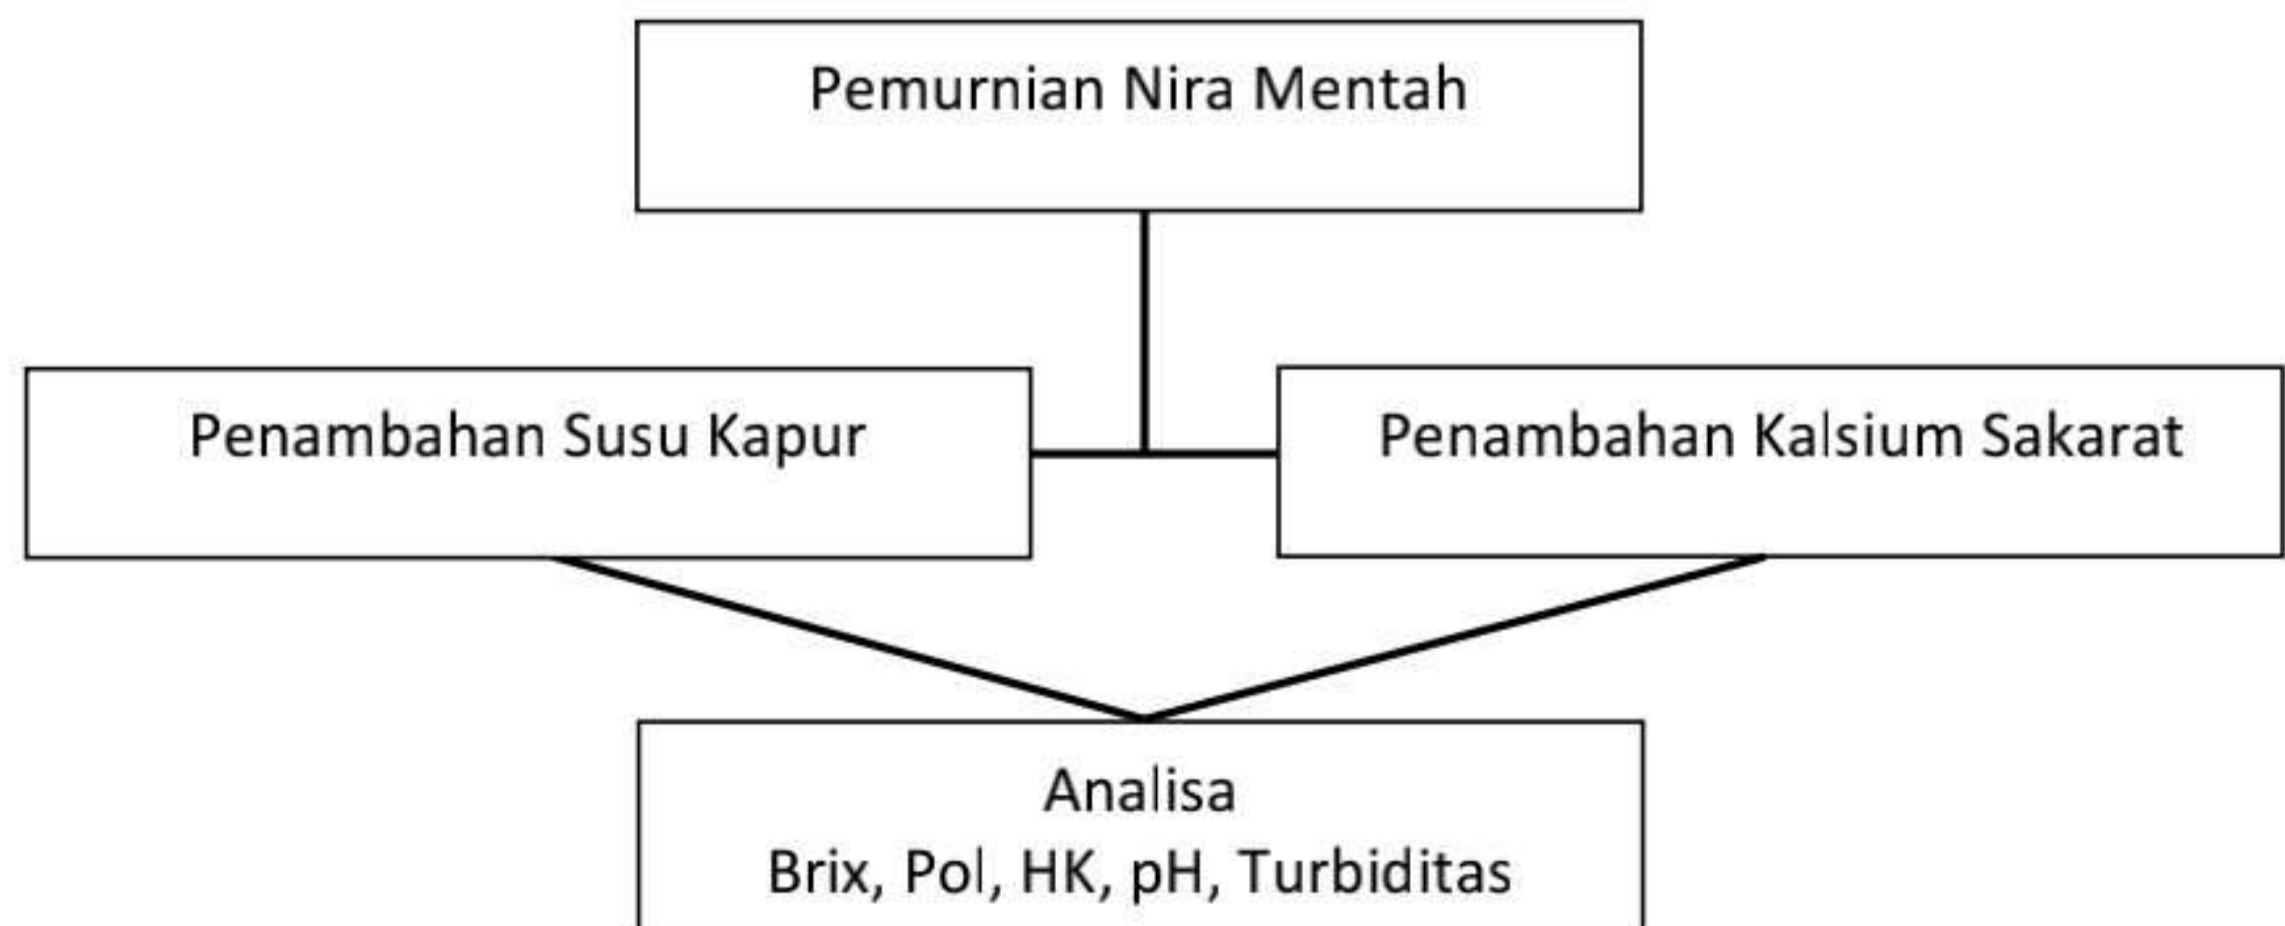 Pemurnian Nira Mentah
Penambahan Susu Kapur
Penambahan Kalsium Sakarat
Analisa
Brix, Pol, HK, pH, Turbiditas